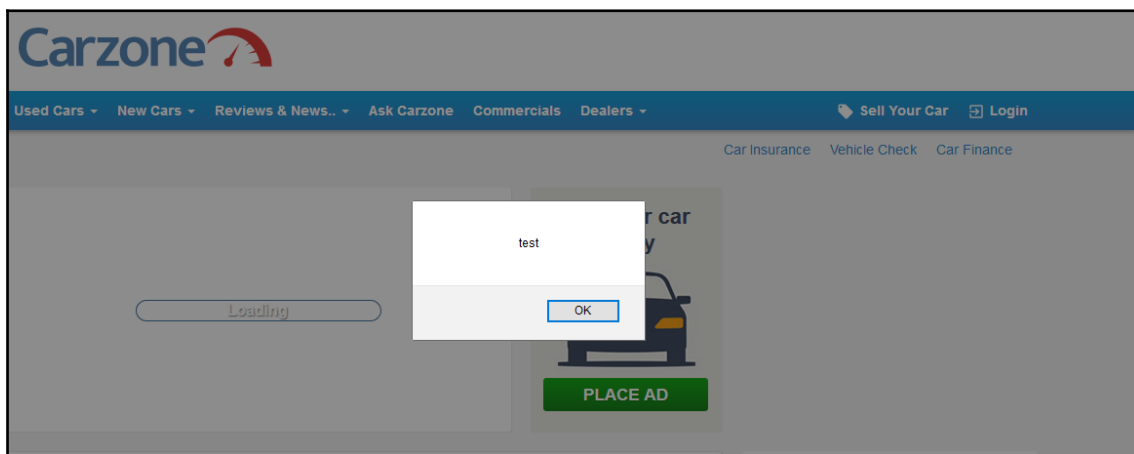 Carzone
Used Cars New Cars Reviews & News.. Ask Carzone Commercials Dealers Sell Your Car Login
Car Insurance Vehicle Check Car Finance
r car
test
y
Loading
OK
PLACE AD